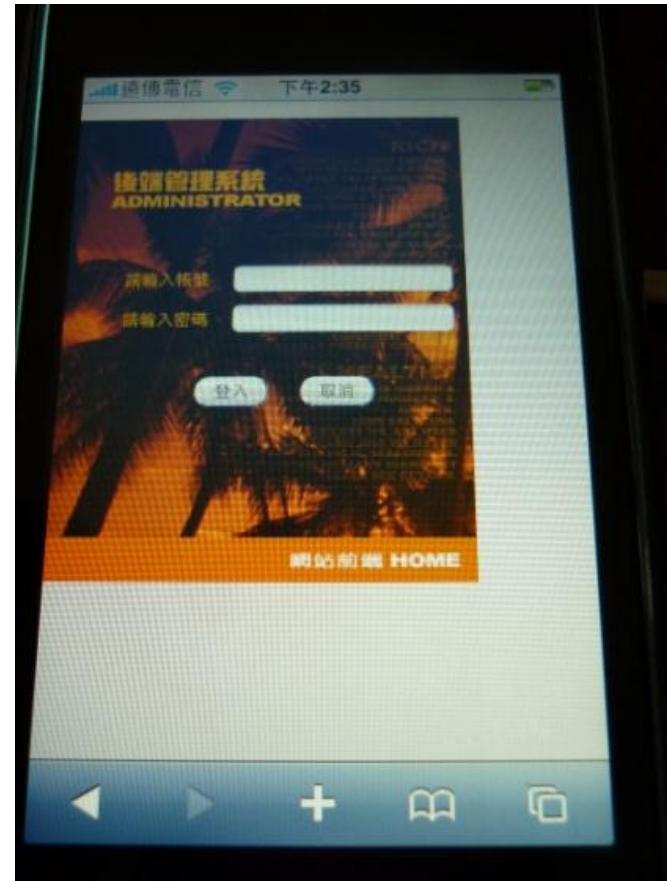 遠傳電信 下午2:35
後端管理系統
ADMINISTRATOR
請輸入帳號
請輸入密碼
登入 取消
網站前端 HOME